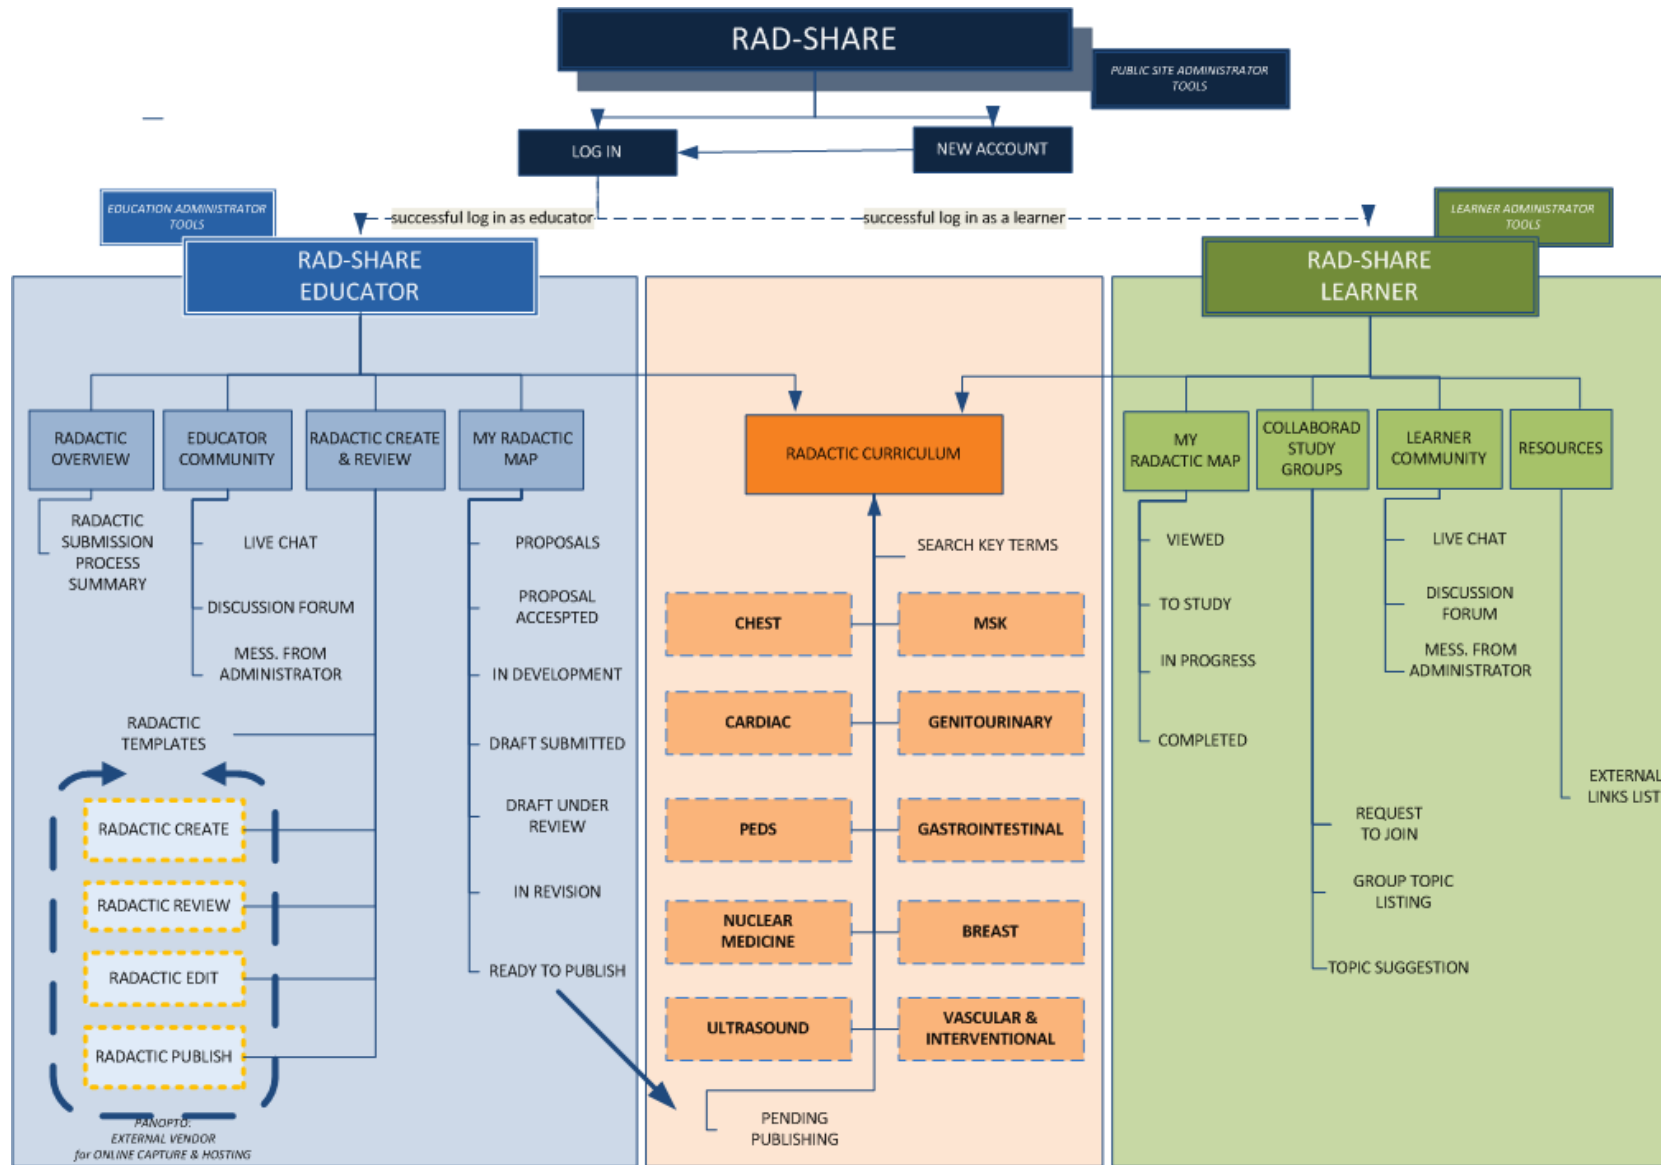 RAD-SHARE
PUBLIC SITE ADMINISTRATOR
TOOLS
LOG IN
NEW ACCOUNT
successful log in as educator
successful log in as a learner
EDUCATION ADMINISTRATOR
TOOLS
LEARNER ADMINISTRATOR
TOOLS
RAD-SHARE
EDUCATOR
RAD-SHARE
LEARNER
RADACTIC
OVERVIEW
EDUCATOR
COMMUNITY
RADACTIC CREATE
& REVIEW
MY RADACTIC
MAP
RADACTIC
SUBMISSION
PROCESS
SUMMARY
LIVE CHAT
DISCUSSION FORUM
MESS. FROM
ADMINISTRATOR
RADACTIC
TEMPLATES
RADACTIC CREATE
RADACTIC REVIEW
RADACTIC EDIT
RADACTIC PUBLISH
PANOPTO:
EXTERNAL VENDOR
for ONLINE CAPTURE & HOSTING
PROPOSALS
PROPOSAL
ACCESPTED
IN DEVELOPMENT
DRAFT SUBMITTED
DRAFT UNDER
REVIEW
IN REVISION
READY TO PUBLISH
RADACTIC CURRICULUM
SEARCH KEY TERMS
CHEST
MSK
CARDIAC
GENITOURINARY
PEDS
GASTROINTESTINAL
NUCLEAR
MEDICINE
BREAST
ULTRASOUND
VASCULAR &
INTERVENTIONAL
PENDING
PUBLISHING
MY
RADACTIC MAP
COLLABORAD
STUDY
GROUPS
LEARNER
COMMUNITY
RESOURCES
VIEWED
TO STUDY
IN PROGRESS
COMPLETED
REQUEST
TO JOIN
GROUP TOPIC
LISTING
TOPIC SUGGESTION
LIVE CHAT
DISCUSSION
FORUM
MESS. FROM
ADMINISTRATOR
EXTERNAL
LINKS LIST